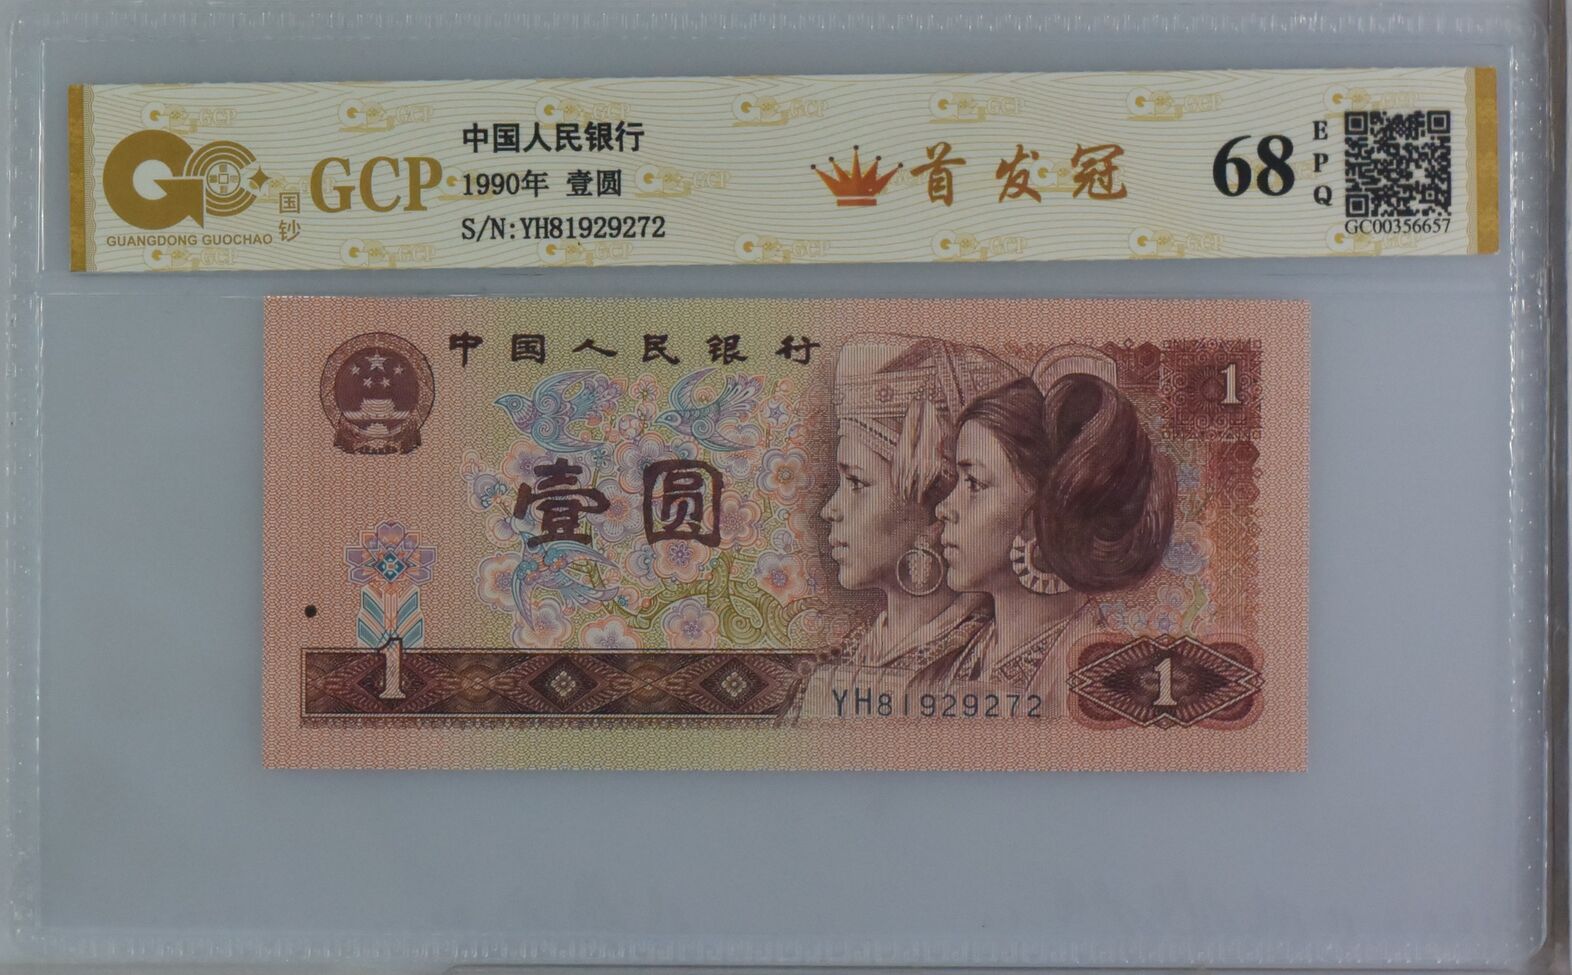 GUANGDONG GUOCHAO
国钞
GCP
中国人民银行
1990年 壹圆
S/N:YH81929272
首发冠
68
EPQ
GC00356657
中国人民银行
1
壹圆
1
YH81929272
1